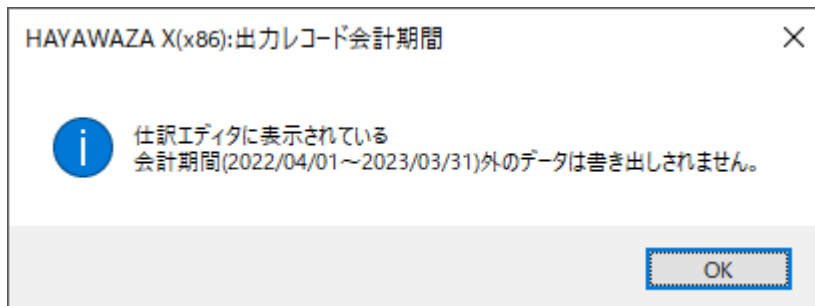 HAYAWAZA X(x86):出力レコード会計期間
仕訳エディタに表示されている
会計期間(2022/04/01～2023/03/31)外のデータは書き出しされません。
OK